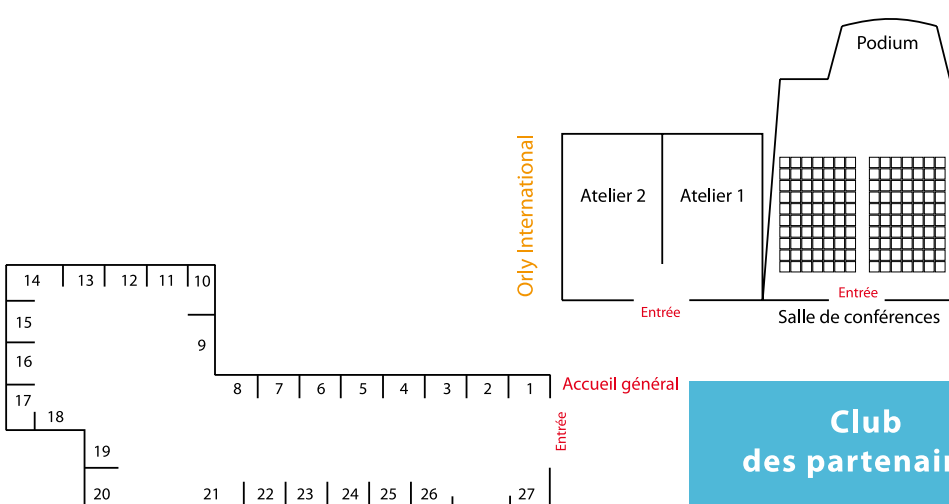 Podium
Orly International
Atelier 2
Atelier 1
Entrée
Entrée
Salle de conférences
14
13
12
11
10
15
9
16
17
18
8
7
6
5
4
3
2
1
Accueil général
Entrée
Club
19
20
21
22
23
24
25
26
27
des